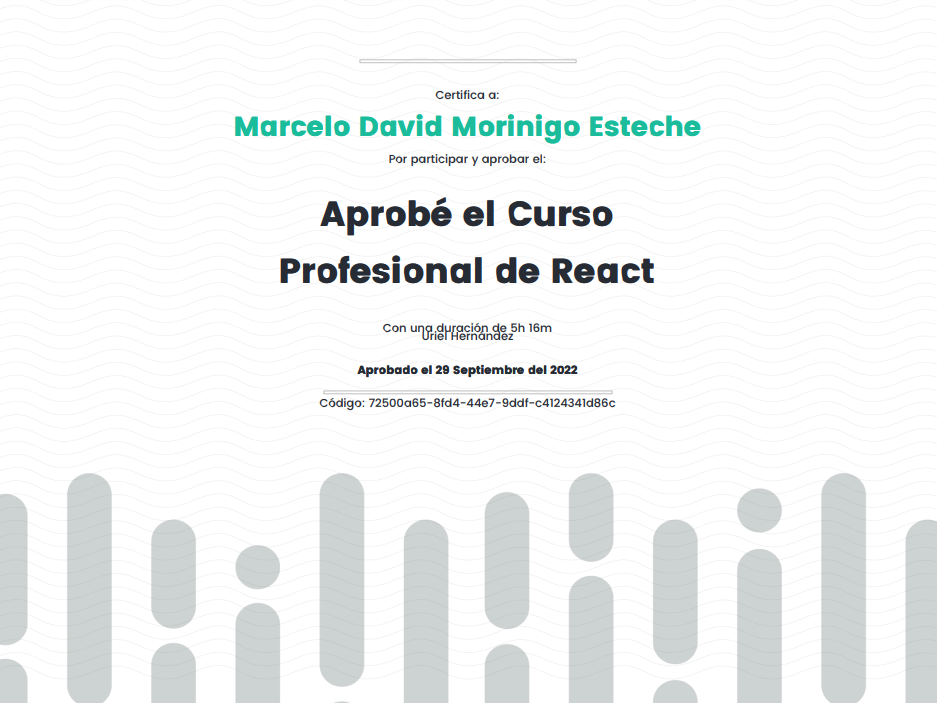 Certifica a:
Marcelo David Morinigo Esteche
Por participar y aprobar el:
Aprobé el Curso
Profesional de React
Con una duración de 5h 16m
Uriel Hernández
Aprobado el 29 Septiembre del 2022
Código: 72500a65-8fd4-44e7-9ddf-c4124341d86c